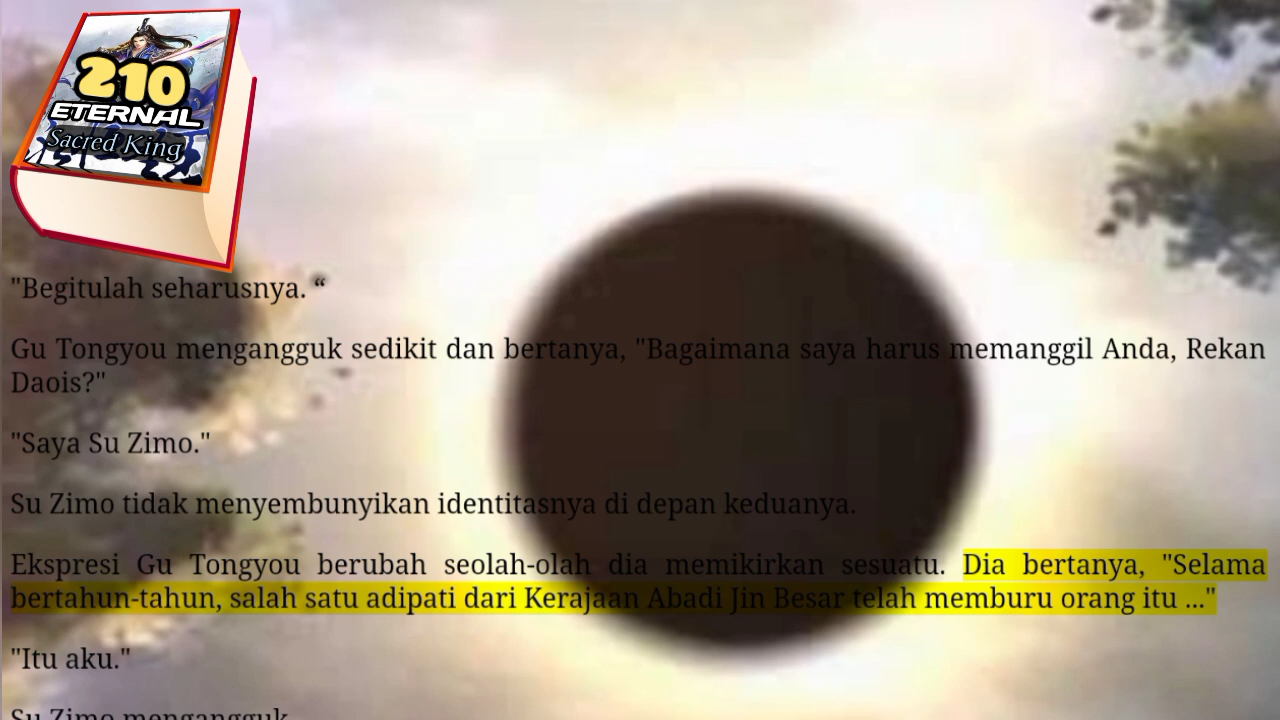 210
ETERNAL
Sacred King
"Begitulah seharusnya. “
Gu Tongyou mengangguk sedikit dan bertanya, "Bagaimana saya harus memanggil Anda, Rekan
Daois?"
"Saya Su Zimo."
Su Zimo tidak menyembunyikan identitasnya di depan keduanya.
Ekspresi Gu Tongyou berubah seolah-olah dia memikirkan sesuatu. Dia bertanya, "Selama
bertahun-tahun, salah satu adipati dari Kerajaan Abadi Jin Besar telah memburu orang itu ..."
"Itu aku."
Su Zimo mengangguk.